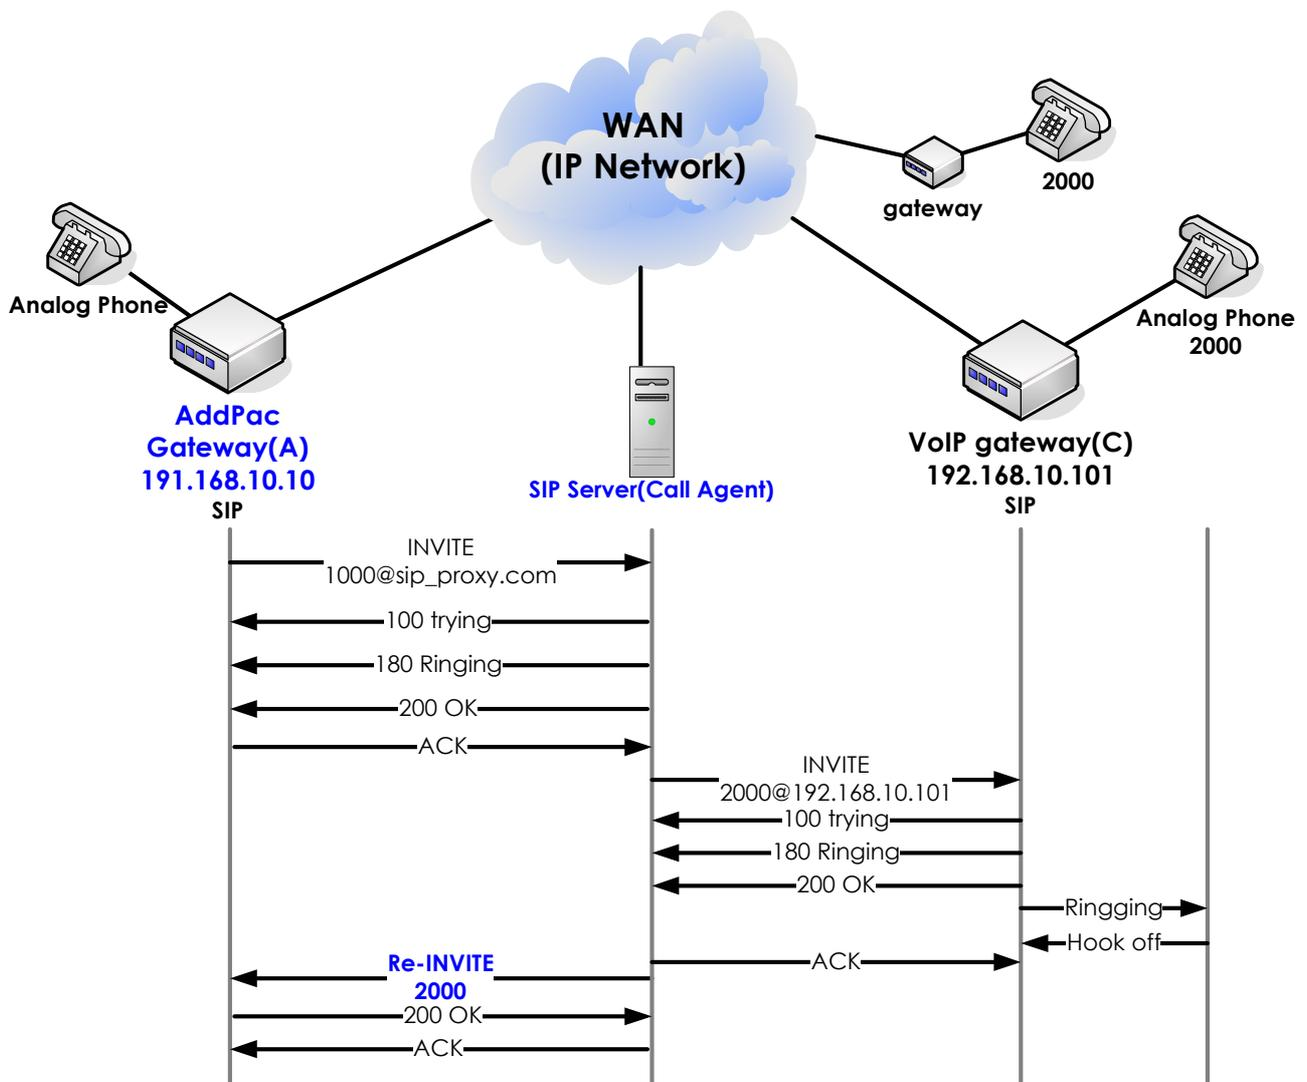 WAN
(IP Network)
2000
gateway
Analog Phone
Analog Phone
2000
AddPac
Gateway(A)
191.168.10.10
SIP
SIP Server(Call Agent)
VoIP gateway(C)
192.168.10.101
SIP
INVITE
1000@sip_proxy.com
100 trying
180 Ringing
200 OK
ACK
INVITE
2000@192.168.10.101
100 trying
180 Ringing
200 OK
Ringging
Hook off
ACK
Re-INVITE
2000
200 OK
ACK